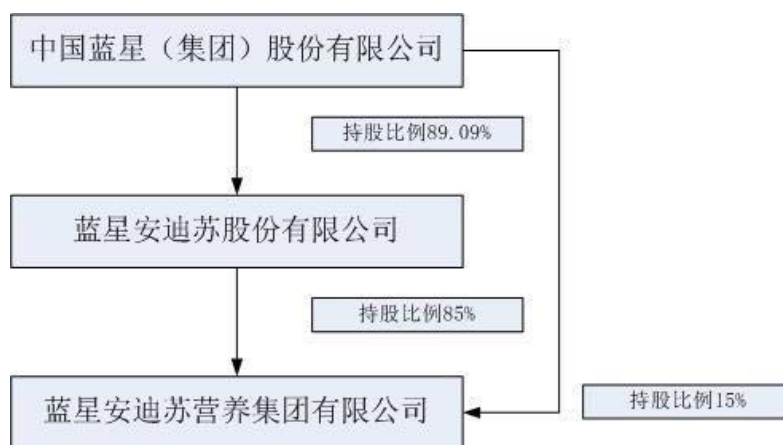 中国蓝星（集团）股份有限公司
持股比例89.09%
蓝星安迪苏股份有限公司
持股比例85%
蓝星安迪苏营养集团有限公司
持股比例15%